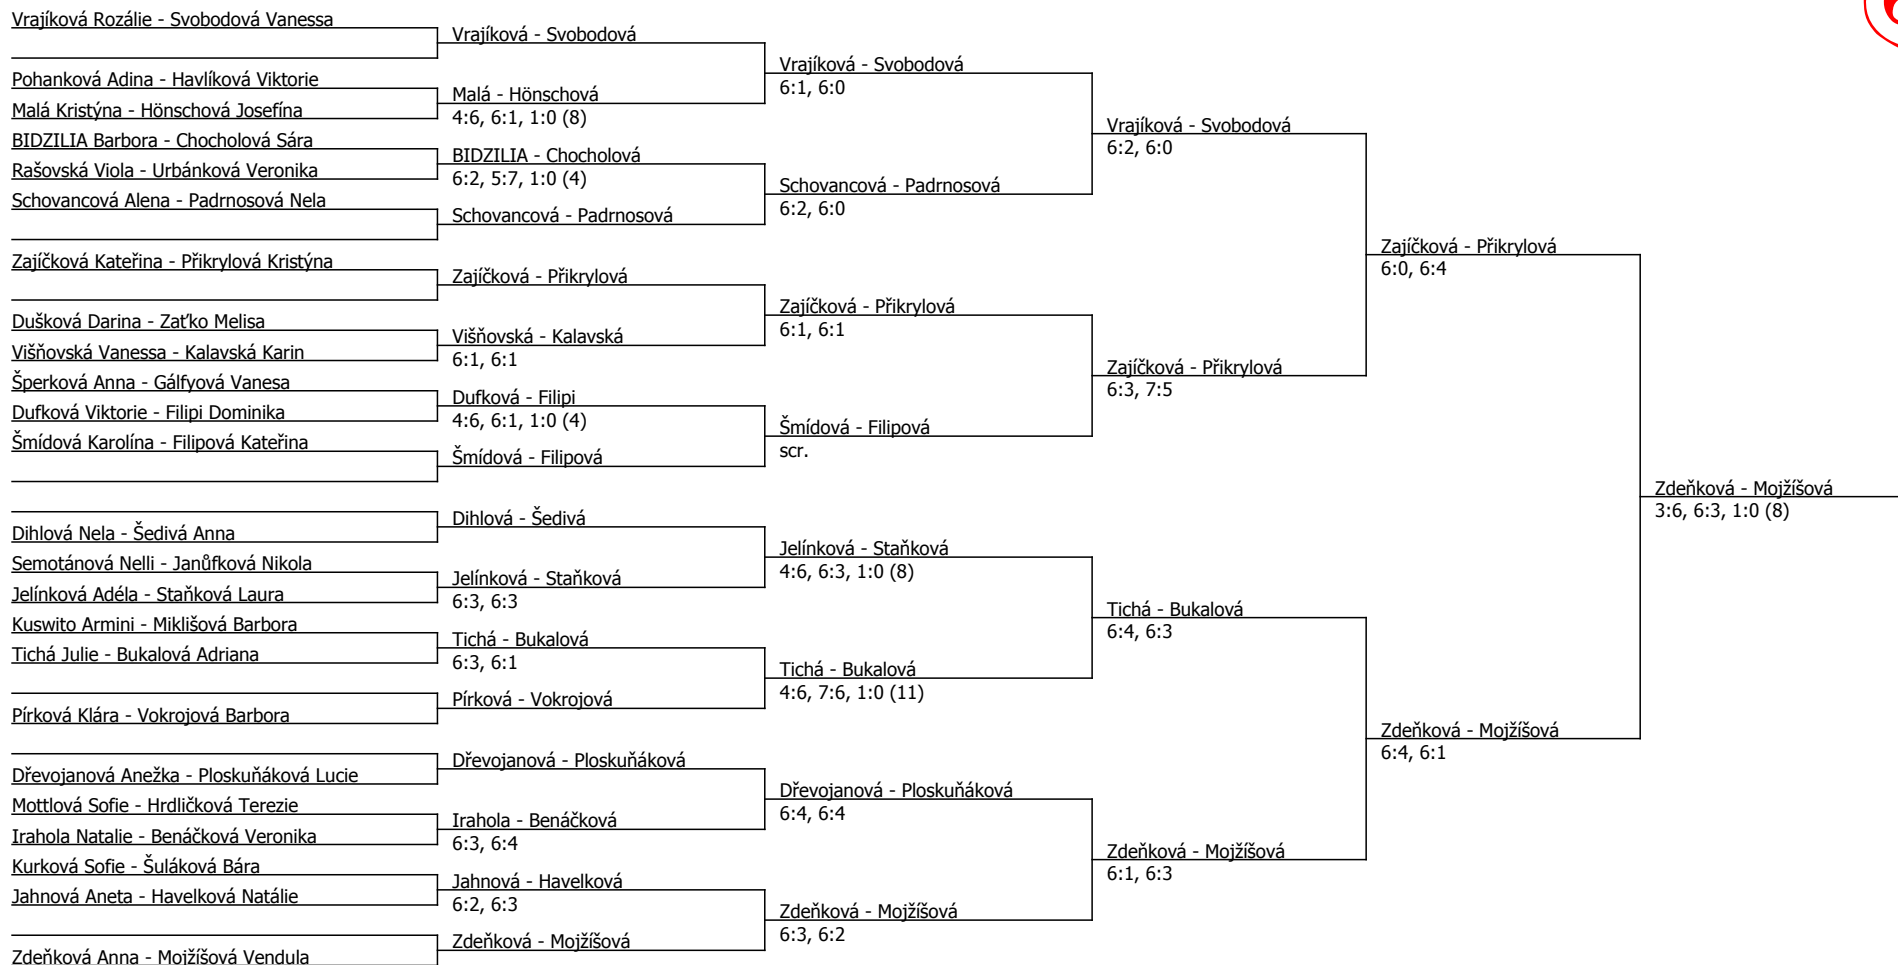 Vrajíková Rozálie - Svobodová Vanessa
Pohanková Adina - Havlíková Viktorie
Malá Kristýna - Hönschová Josefína
BIDZILIA Barbora - Chocholová Sára
Rašovská Viola - Urbánková Veronika
Schovancová Alena - Padrnosová Nela
Zajíčková Kateřina - Přikrylová Kristýna
Dušková Darina - Zaťko Melisa
Višňovská Vanessa - Kalavská Karin
Šperková Anna - Gálfyová Vanesa
Dufková Viktorie - Filipi Dominika
Šmídová Karolína - Filipová Kateřina
Dihlová Nela - Šedivá Anna
Semotánová Nelli - Janůfková Nikola
Jelínková Adéla - Staňková Laura
Kuswito Armini - Miklišová Barbora
Tichá Julie - Bukalová Adriana
Pírková Klára - Vokrojová Barbora
Dřevojanová Anežka - Ploskuňáková Lucie
Mottlová Sofie - Hrdličková Terezie
Irahola Natalie - Benáčková Veronika
Kurková Sofie - Šuláková Bára
Jahnová Aneta - Havelková Natálie
Zdeňková Anna - Mojžíšová Vendula
Vrajíková - Svobodová
Malá - Hönschová
4:6, 6:1, 1:0 (8)
BIDZILIA - Chocholová
6:2, 5:7, 1:0 (4)
Schovancová - Padrnosová
Zajíčková - Přikrylová
Višňovská - Kalavská
6:1, 6:1
Dufková - Filipi
4:6, 6:1, 1:0 (4)
Šmídová - Filipová
Dihlová - Šedivá
Jelínková - Staňková
6:3, 6:3
Tichá - Bukalová
6:3, 6:1
Pírková - Vokrojová
Dřevojanová - Ploskuňáková
Irahola - Benáčková
6:3, 6:4
Jahnová - Havelková
6:2, 6:3
Zdeňková - Mojžíšová
Vrajíková - Svobodová
6:1, 6:0
Schovancová - Padrnosová
6:2, 6:0
Zajíčková - Přikrylová
6:1, 6:1
Šmídová - Filipová
scr.
Jelínková - Staňková
4:6, 6:3, 1:0 (8)
Tichá - Bukalová
4:6, 7:6, 1:0 (11)
Dřevojanová - Ploskuňáková
6:4, 6:4
Zdeňková - Mojžíšová
6:3, 6:2
Vrajíková - Svobodová
6:2, 6:0
Zajíčková - Přikrylová
6:3, 7:5
Tichá - Bukalová
6:4, 6:3
Zdeňková - Mojžíšová
6:1, 6:3
Zajíčková - Přikrylová
6:0, 6:4
Zdeňková - Mojžíšová
6:4, 6:1
Zdeňková - Mojžíšová
3:6, 6:3, 1:0 (8)